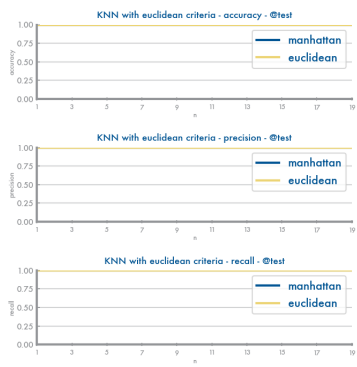 KNN with euclidean criteria - accuracy - @test
1.00
0.75
0.50
0.25
0.00
accuracy
manhattan
euclidean
1 3 5 7 9 11 13 15 17 19
n
KNN with euclidean criteria - precision - @test
1.00
0.75
0.50
0.25
0.00
precision
manhattan
euclidean
1 3 5 7 9 11 13 15 17 19
n
KNN with euclidean criteria - recall - @test
1.00
0.75
0.50
0.25
0.00
recall
manhattan
euclidean
1 3 5 7 9 11 13 15 17 19
n